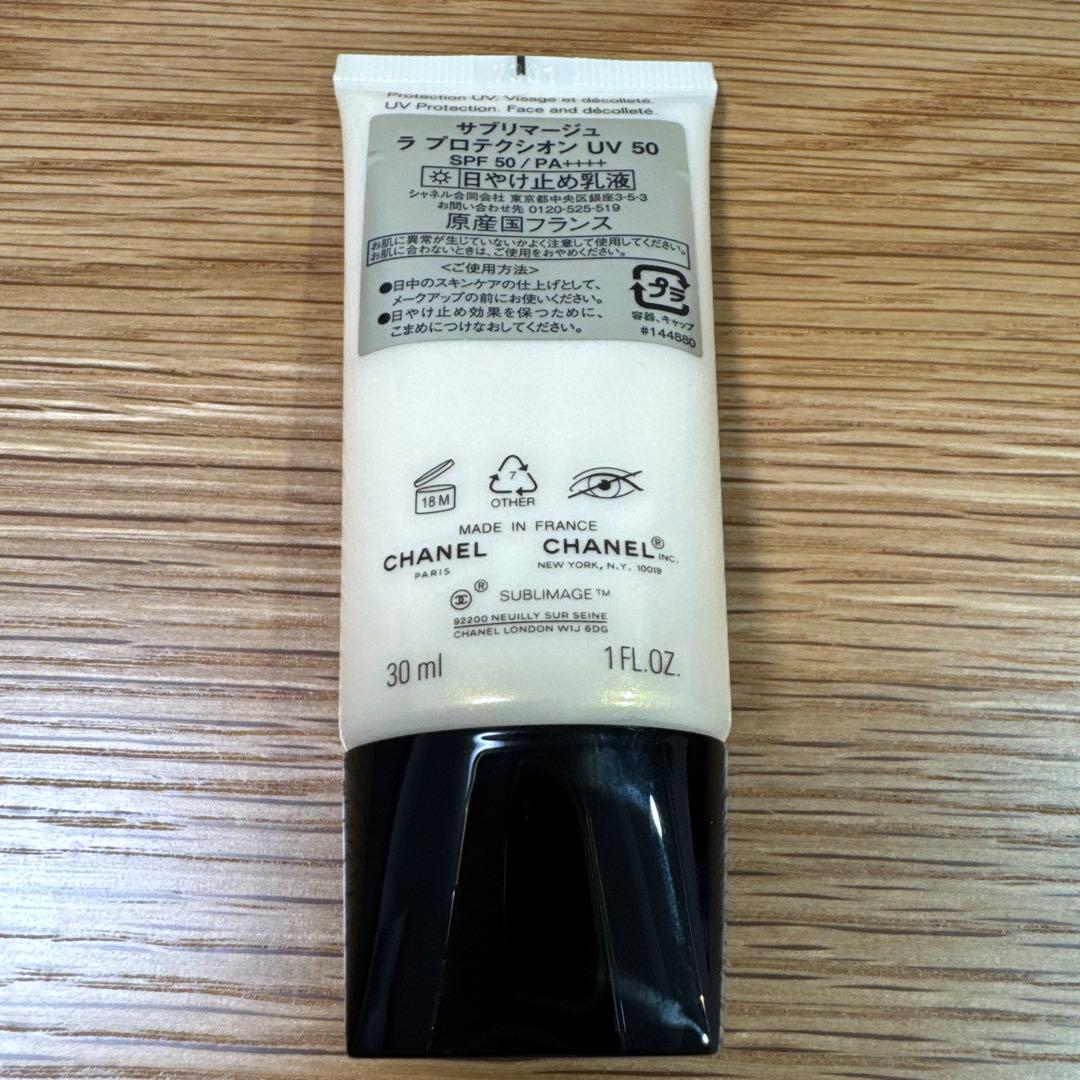 Protection UV. Visage et décolleté.
UV Protection. Face and décolleté.
サブリマージュ
ラ プロテクシオン UV 50
SPF 50 / PA++++
日やけ止め乳液
シャネル合同会社 東京都中央区銀座3-5-3
お問い合わせ先 0120-525-519
原産国フランス
お肌に異常が生じていないかよく注意して使用してください。
お肌に合わないときは、ご使用をおやめください。
<ご使用方法>
●日中のスキンケアの仕上げとして、
メークアップの前にお使いください。
●日やけ止め効果を保つために、
こまめにつけなおしてください。
プラ
容器、キャップ
#144880
18 M
7
OTHER
MADE IN FRANCE
CHANEL CHANEL® INC.
PARIS NEW YORK, N.Y. 10019
® SUBLIMAGE™
92200 NEUILLY SUR SEINE
CHANEL LONDON W1J 6DG
30 ml 1 FL.OZ.